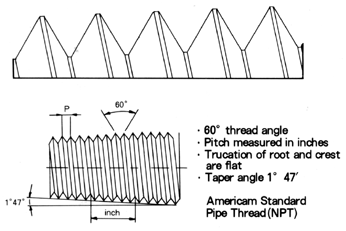 P
60°
1°47'
inch
· 60° thread angle
· Pitch measured in inches
· Trucation of root and crest
are flat
· Taper angle 1° 47′
Americam Standard
Pipe Thread(NPT)